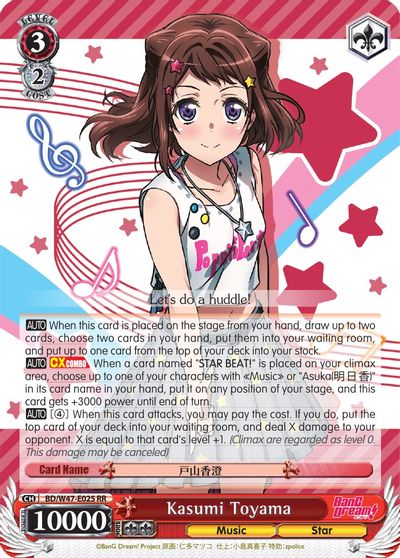 LEVEL
3
2
COST
Let's do a huddle!
AUTO When this card is placed on the stage from your hand, draw up to two
cards, choose two cards in your hand, put them into your waiting room,
and put up to one card from the top of your deck into your stock.
AUTO CXCOMBO When a card named "STAR BEAT!" is placed on your climax
area, choose up to one of your characters with «Music» or "Asuka(明日香)"
in its card name in your hand, put it on any position of your stage, and this
card gets +3000 power until end of turn.
AUTO [④] When this card attacks, you may pay the cost. If you do, put the top
card of your deck into your waiting room, and deal X damage to your
opponent. X is equal to that card's level +1. (Climax are regarded as level 0.
This damage may be cancelled)
Card Name
戸山香澄
CH
BD/W47-E025 RR
Kasumi Toyama
BanG Dream!
10000
Music
Star
©BanG Dream! Project 原画:仁多マツコ 仕上:小島真喜子 特効:zpolice